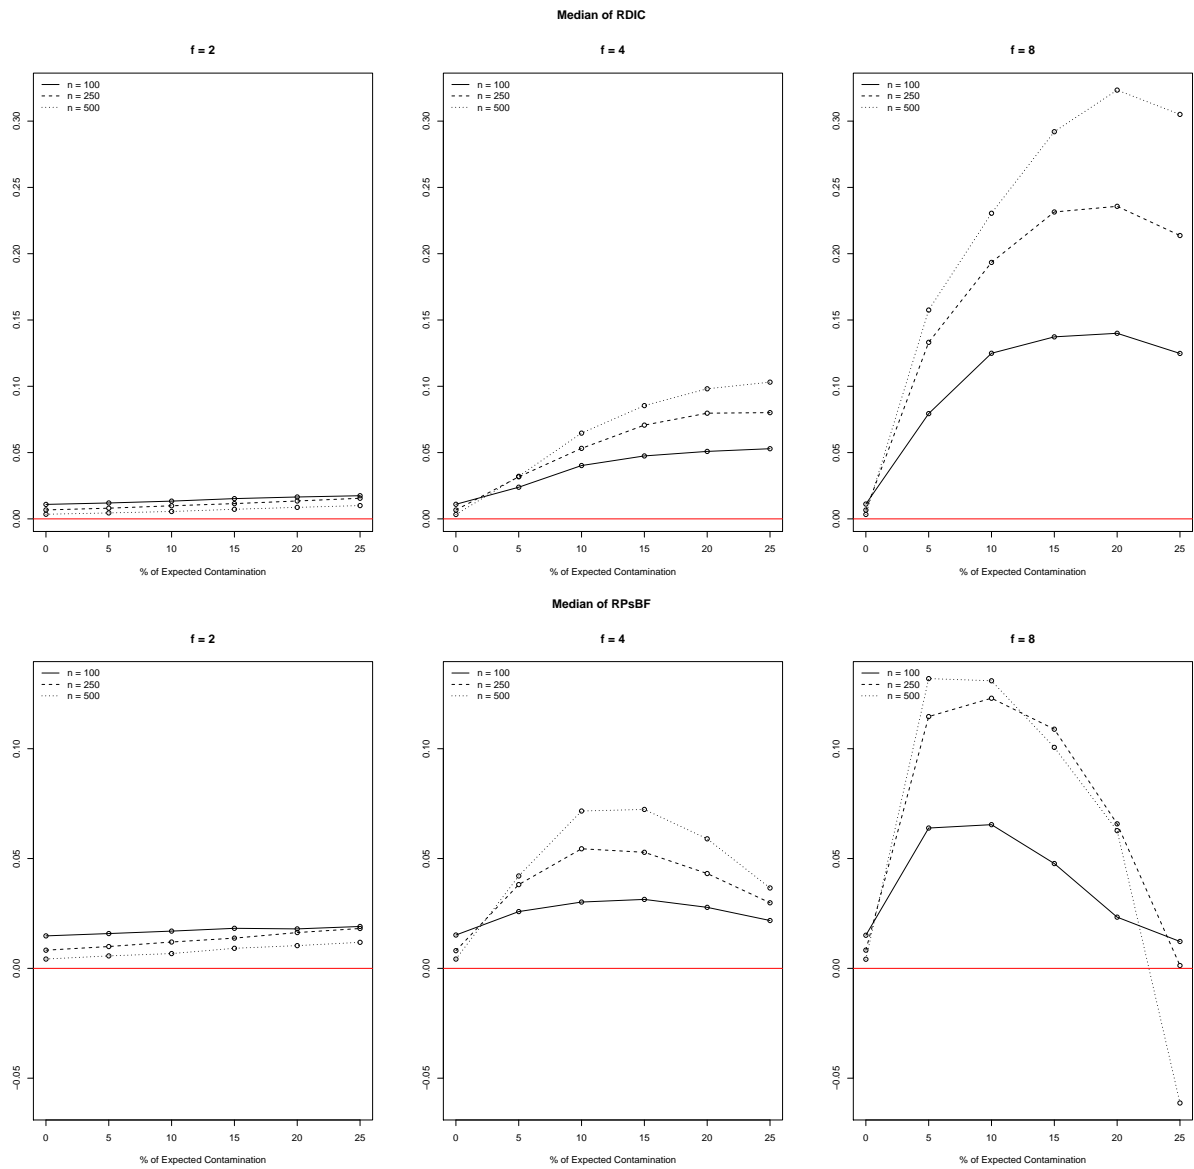 Median of RDIC
f = 2
n = 100
n = 250
n = 500
0.00
0.05
0.10
0.15
0.20
0.25
0.30
0 5 10 15 20 25
% of Expected Contamination
f = 4
n = 100
n = 250
n = 500
0.00
0.05
0.10
0.15
0.20
0.25
0.30
0 5 10 15 20 25
% of Expected Contamination
f = 8
n = 100
n = 250
n = 500
0.00
0.05
0.10
0.15
0.20
0.25
0.30
0 5 10 15 20 25
% of Expected Contamination
Median of RPsBF
f = 2
n = 100
n = 250
n = 500
−0.05
0.00
0.05
0.10
0 5 10 15 20 25
% of Expected Contamination
f = 4
n = 100
n = 250
n = 500
−0.05
0.00
0.05
0.10
0 5 10 15 20 25
% of Expected Contamination
f = 8
n = 100
n = 250
n = 500
−0.05
0.00
0.05
0.10
0 5 10 15 20 25
% of Expected Contamination